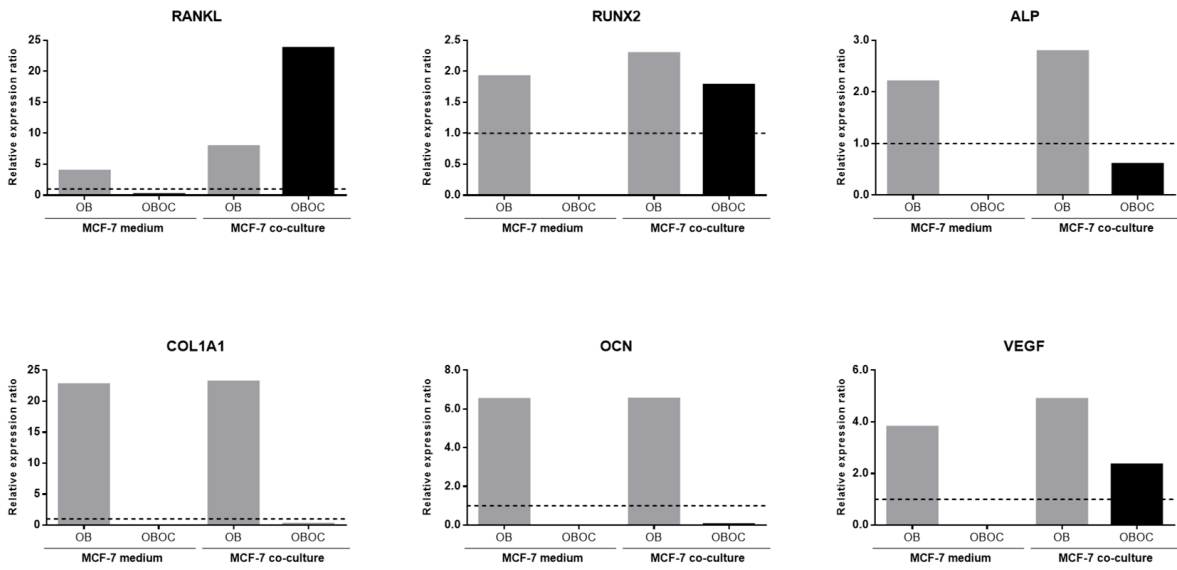 RANKL
Relative expression ratio
25
20
15
10
5
0
OB OBOC OB OBOC
MCF-7 medium MCF-7 co-culture
RUNX2
Relative expression ratio
2.5
2.0
1.5
1.0
0.5
0.0
OB OBOC OB OBOC
MCF-7 medium MCF-7 co-culture
ALP
Relative expression ratio
3.0
2.0
1.0
0.0
OB OBOC OB OBOC
MCF-7 medium MCF-7 co-culture
COL1A1
Relative expression ratio
25
20
15
10
5
0
OB OBOC OB OBOC
MCF-7 medium MCF-7 co-culture
OCN
Relative expression ratio
8.0
6.0
4.0
2.0
0.0
OB OBOC OB OBOC
MCF-7 medium MCF-7 co-culture
VEGF
Relative expression ratio
6.0
4.0
2.0
0.0
OB OBOC OB OBOC
MCF-7 medium MCF-7 co-culture